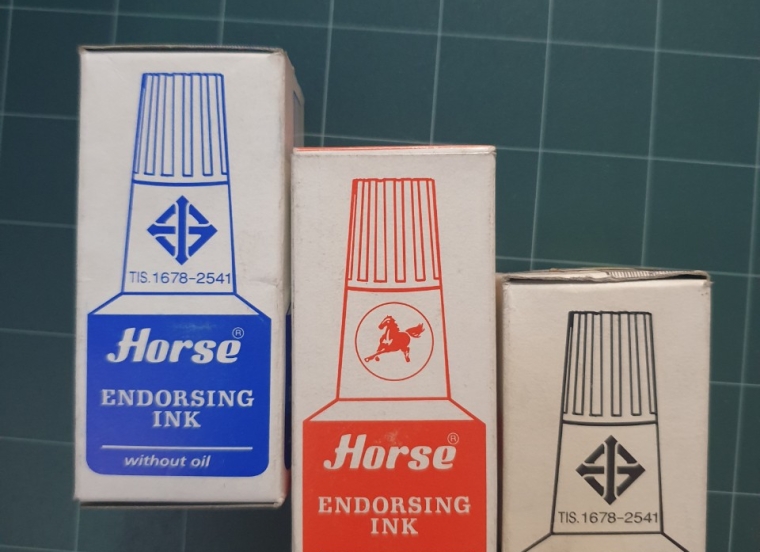 TIS.1678-2541
Horse®
ENDORSING
INK
without oil
Horse®
ENDORSING
INK
TIS.1678-2541